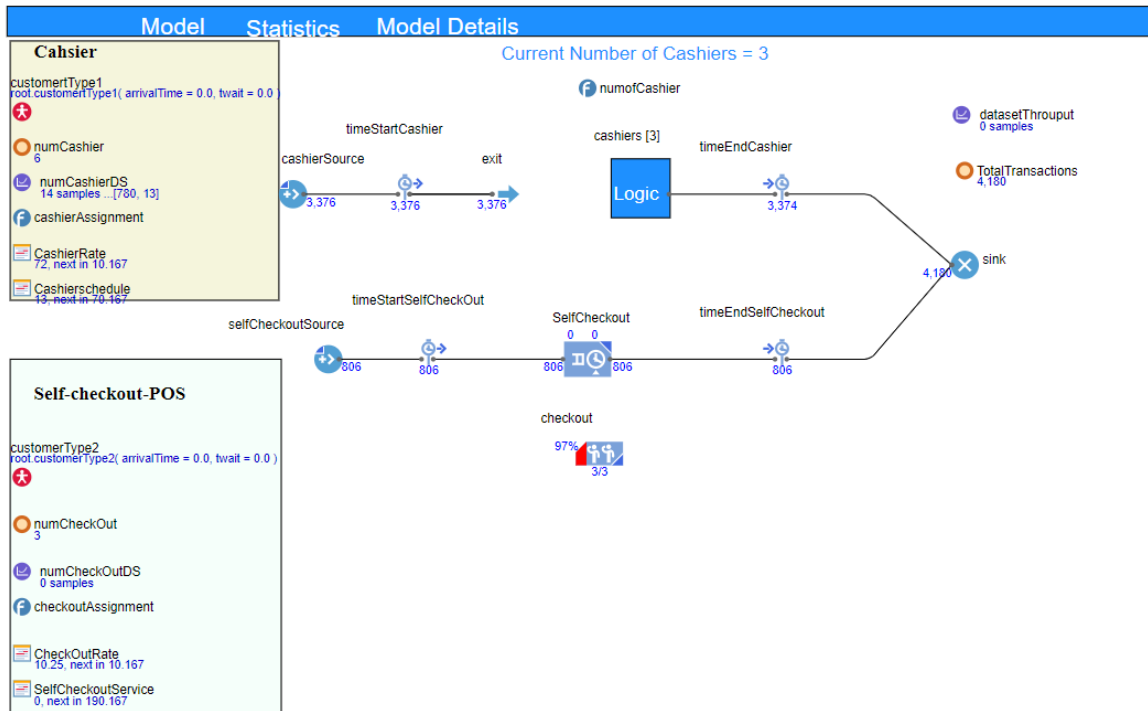 Model Statistics Model Details
Cahsier
Current Number of Cashiers = 3
customertType1
root.customertType1( arrivalTime = 0.0, twait = 0.0 )
numofCashier
datasetThrouput
0 samples
timeStartCashier
cashiers [3]
timeEndCashier
numCashier
6
cashierSource
exit
TotalTransactions
4,180
numCashierDS
14 samples ...[780, 13]
Logic
3,376
3,376
3,376
3,374
cashierAssignment
CashierRate
72, next in 10.167
sink
4,180
Cashierschedule
13, next in 70.167
timeStartSelfCheckOut
selfCheckoutSource
SelfCheckout
timeEndSelfCheckout
0 0
806
806
806
806
806
Self-checkout-POS
checkout
97%
3/3
customerType2
root.customerType2( arrivalTime = 0.0, twait = 0.0 )
numCheckOut
3
numCheckOutDS
0 samples
checkoutAssignment
CheckOutRate
10.25, next in 10.167
SelfCheckoutService
0, next in 190.167